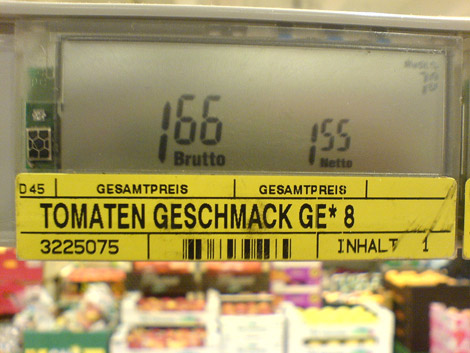 166 155
Brutto Netto
D45 GESAMTPREIS GESAMTPREIS
TOMATEN GESCHMACK GE* 8
3225075 INHALT 1